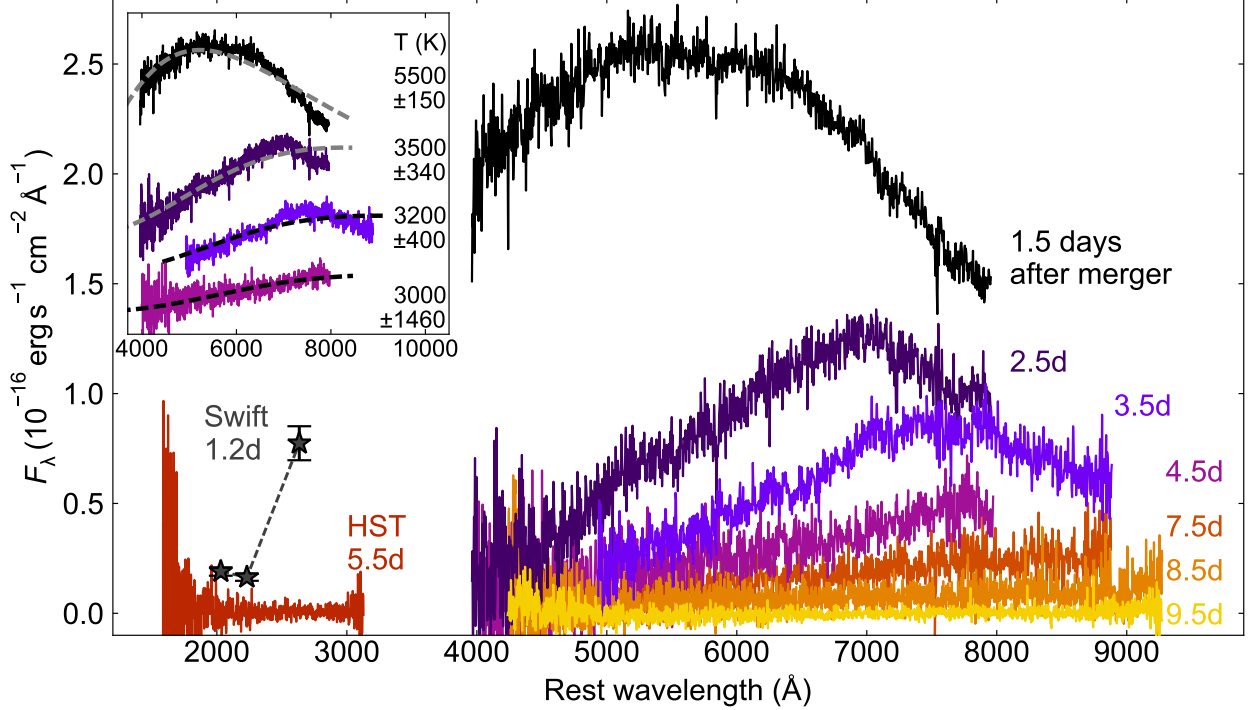 F_λ (10⁻¹⁶ erg s⁻¹ cm⁻² Å⁻¹)
2.5
2.0
1.5
1.0
0.5
0.0
T (K)
5500
±150
3500
±340
3200
±400
3000
±1460
4000 6000 8000 10000
1.5 days
after merger
2.5d
3.5d
4.5d
7.5d
8.5d
9.5d
Swift
1.2d
HST
5.5d
2000 3000 4000 5000 6000 7000 8000 9000
Rest wavelength (Å)